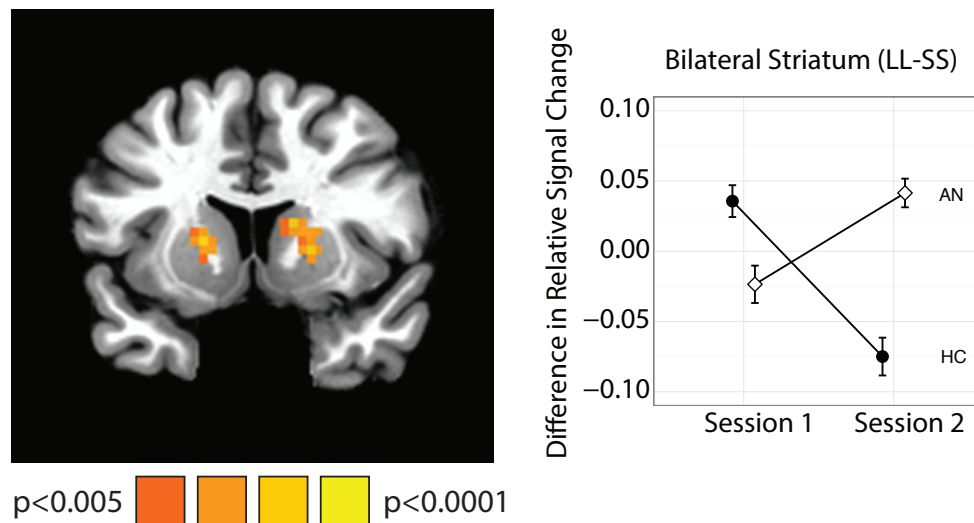 Bilateral Striatum (LL-SS)
Difference in Relative Signal Change
0.10
0.05
0.00
−0.05
−0.10
AN
HC
Session 1 Session 2
p<0.005 p<0.0001